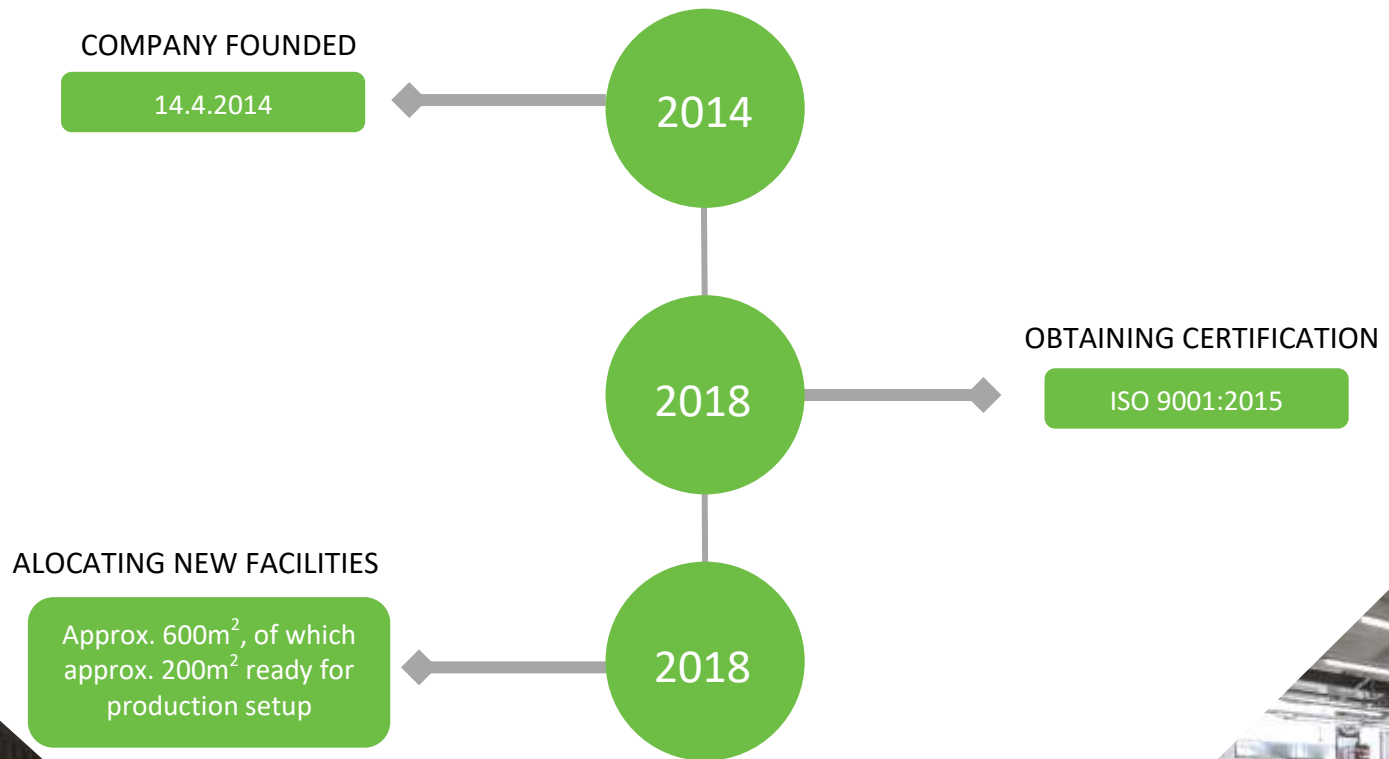 COMPANY FOUNDED
14.4.2014
2014
2018
OBTAINING CERTIFICATION
ISO 9001:2015
ALOCATING NEW FACILITIES
Approx. 600m², of which
approx. 200m² ready for
production setup
2018